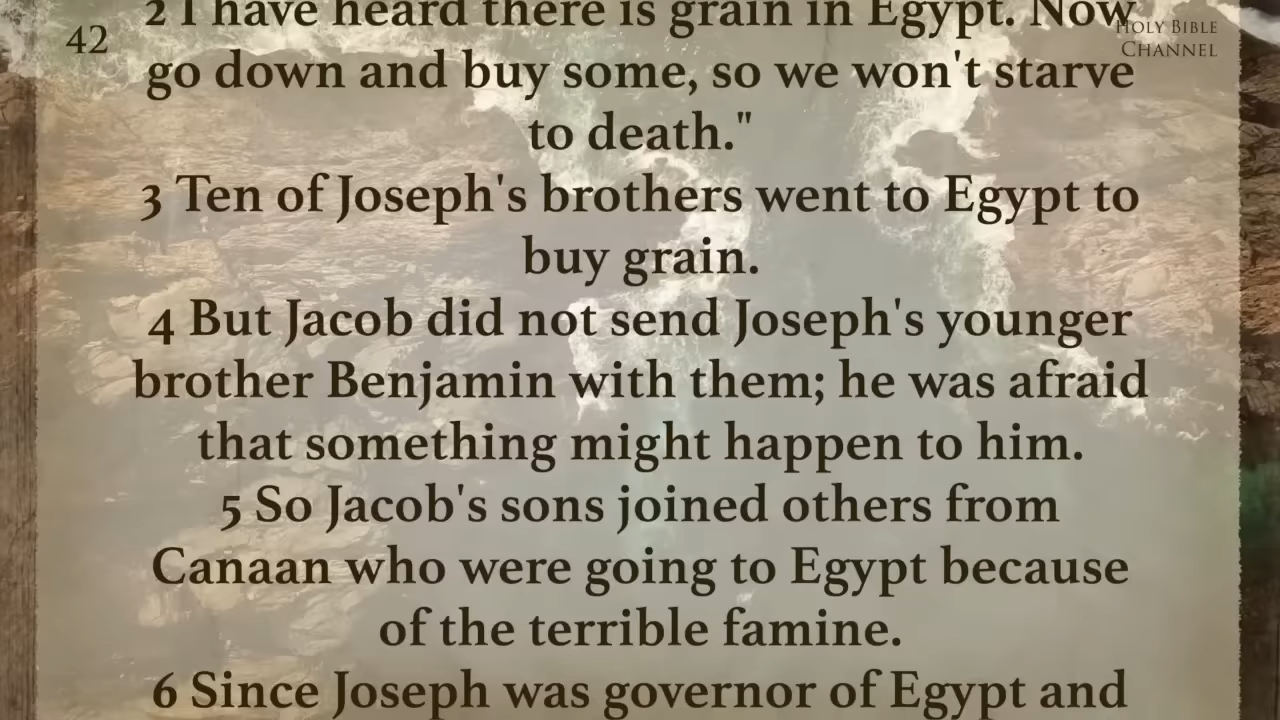 42
HOLY BIBLE
CHANNEL
2 I have heard there is grain in Egypt. Now
go down and buy some, so we won't starve
to death."
3 Ten of Joseph's brothers went to Egypt to
buy grain.
4 But Jacob did not send Joseph's younger
brother Benjamin with them; he was afraid
that something might happen to him.
5 So Jacob's sons joined others from
Canaan who were going to Egypt because
of the terrible famine.
6 Since Joseph was governor of Egypt and